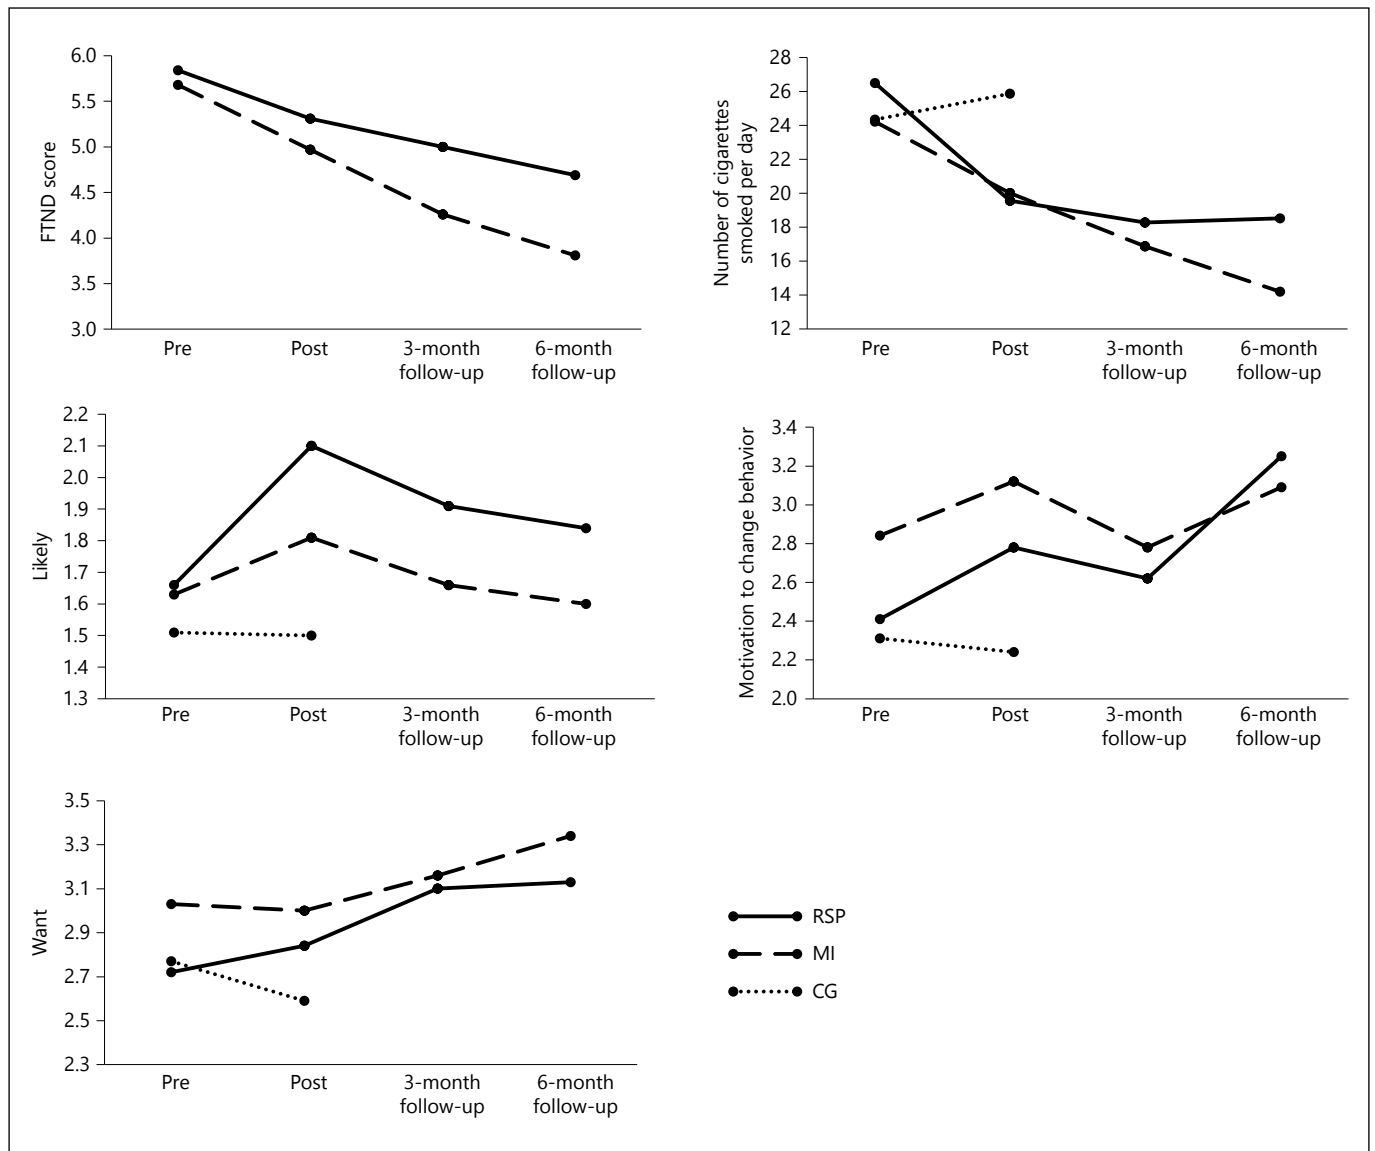 FTND score
6.0
5.5
5.0
4.5
4.0
3.5
3.0
Pre
Post
3-month
follow-up
6-month
follow-up
Number of cigarettes
smoked per day
28
26
24
22
20
18
16
14
12
Pre
Post
3-month
follow-up
6-month
follow-up
Likely
2.2
2.1
2.0
1.9
1.8
1.7
1.6
1.5
1.4
1.3
Pre
Post
3-month
follow-up
6-month
follow-up
Motivation to change behavior
3.4
3.2
3.0
2.8
2.6
2.4
2.2
2.0
Pre
Post
3-month
follow-up
6-month
follow-up
Want
3.5
3.3
3.1
2.9
2.7
2.5
2.3
Pre
Post
3-month
follow-up
6-month
follow-up
RSP
MI
CG